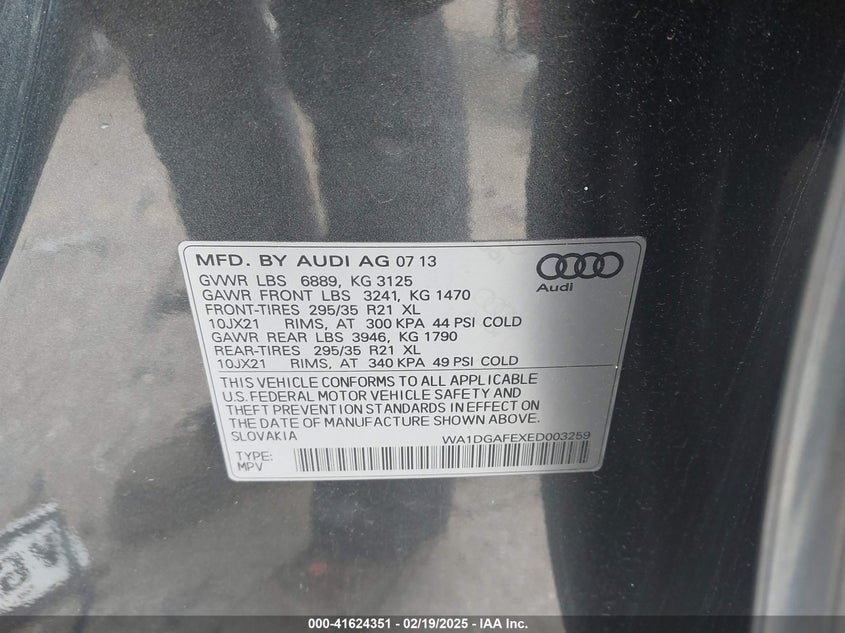 MFD. BY AUDI AG 07 13
GVWR LBS 6889, KG 3125
GAWR FRONT LBS 3241, KG 1470
FRONT-TIRES 295/35 R21 XL
10JX21 RIMS, AT 300 KPA 44 PSI COLD
GAWR REAR LBS 3946, KG 1790
REAR-TIRES 295/35 R21 XL
10JX21 RIMS, AT 340 KPA 49 PSI COLD
Audi
THIS VEHICLE CONFORMS TO ALL APPLICABLE
U.S. FEDERAL MOTOR VEHICLE SAFETY AND
THEFT PREVENTION STANDARDS IN EFFECT ON
THE DATE OF MANUFACTURE SHOWN ABOVE.
SLOVAKIA WA1DGAFEXED003259
TYPE:
MPV
000-41624351 - 02/19/2025 - IAA Inc.